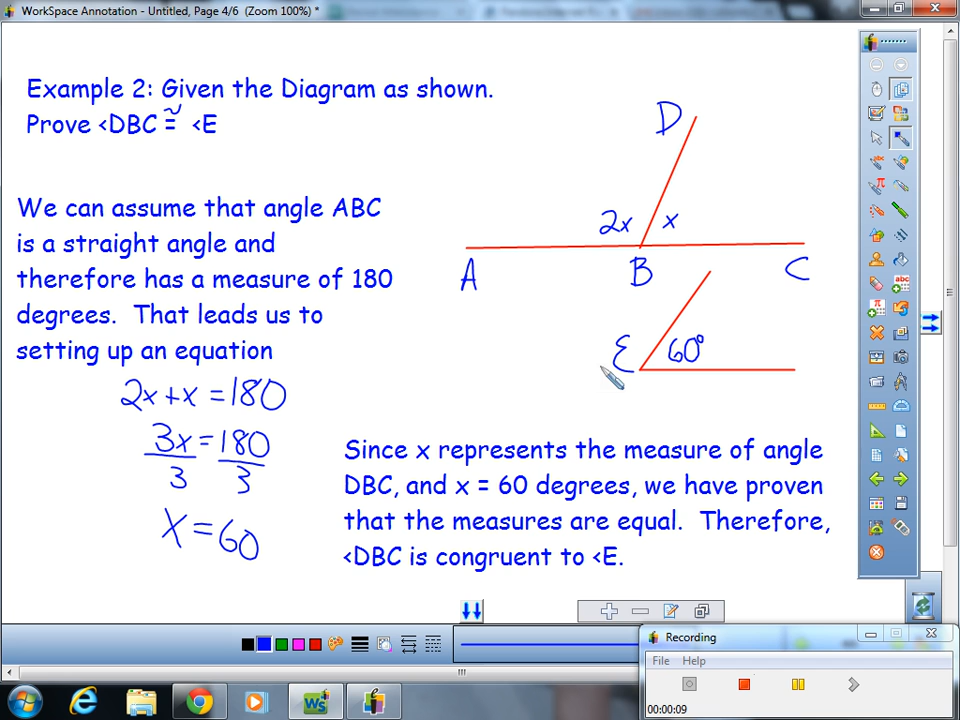 WorkSpace Annotation - Untitled, Page 4/6 (Zoom 100%) *
Example 2: Given the Diagram as shown.
Prove <DBC ≅ <E
We can assume that angle ABC
is a straight angle and
therefore has a measure of 180
degrees. That leads us to
setting up an equation
2x + x = 180
3x = 180
3 3
x = 60
D
2x x
A B C
E 60°
Since x represents the measure of angle
DBC, and x = 60 degrees, we have proven
that the measures are equal. Therefore,
<DBC is congruent to <E.
Recording
File Help
00:00:09